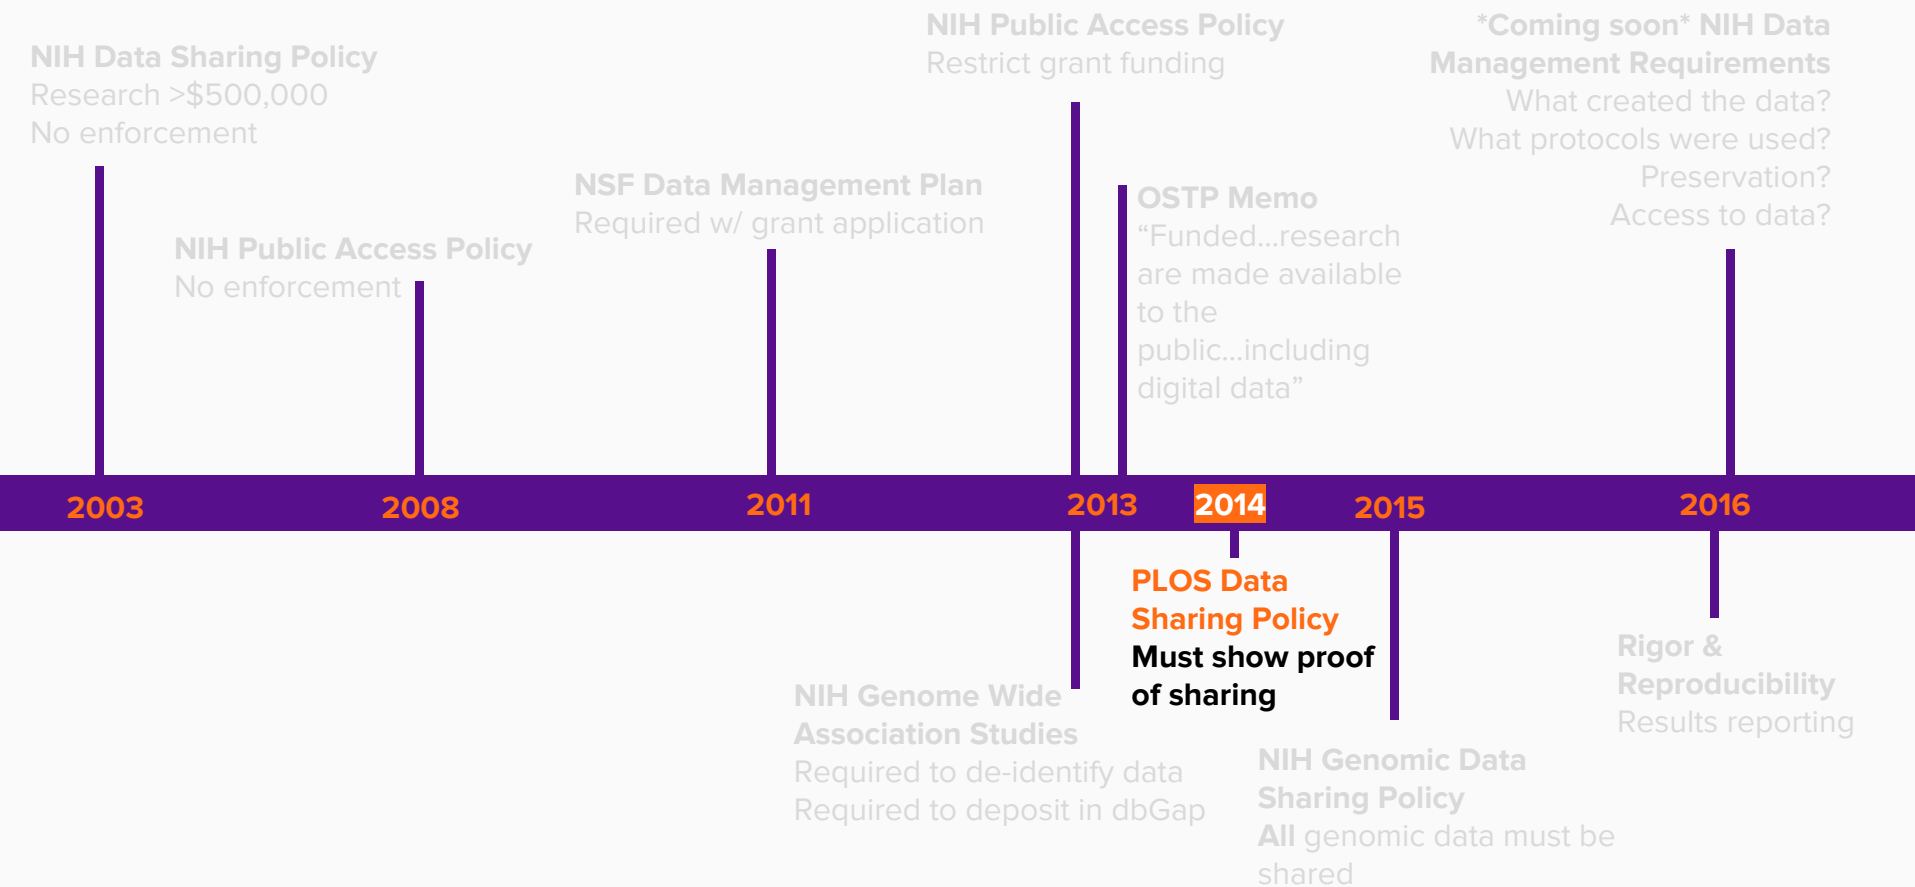 NIH Data Sharing Policy
Research >$500,000
No enforcement
NIH Public Access Policy
No enforcement
NSF Data Management Plan
Required w/ grant application
NIH Public Access Policy
Restrict grant funding
OSTP Memo
“Funded...research
are made available
to the
public...including
digital data”
*Coming soon* NIH Data
Management Requirements
What created the data?
What protocols were used?
Preservation?
Access to data?
2003
2008
2011
2013
2014
2015
2016
NIH Genome Wide
Association Studies
Required to de-identify data
Required to deposit in dbGap
PLOS Data
Sharing Policy
Must show proof
of sharing
NIH Genomic Data
Sharing Policy
All genomic data must be
shared
Rigor &
Reproducibility
Results reporting